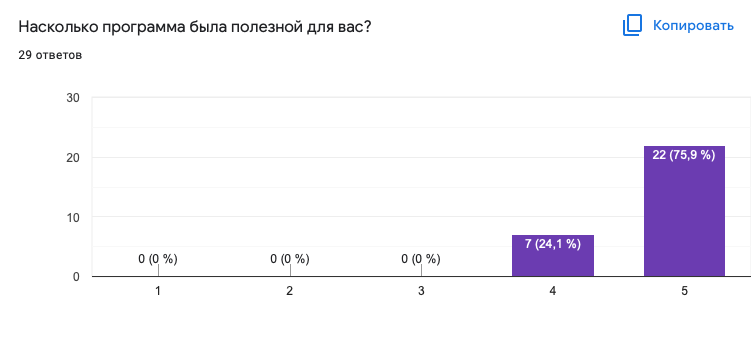 Насколько программа была полезной для вас?
Копировать
29 ответов
30
20
10
0
0 (0 %)
0 (0 %)
0 (0 %)
7 (24,1 %)
22 (75,9 %)
1
2
3
4
5